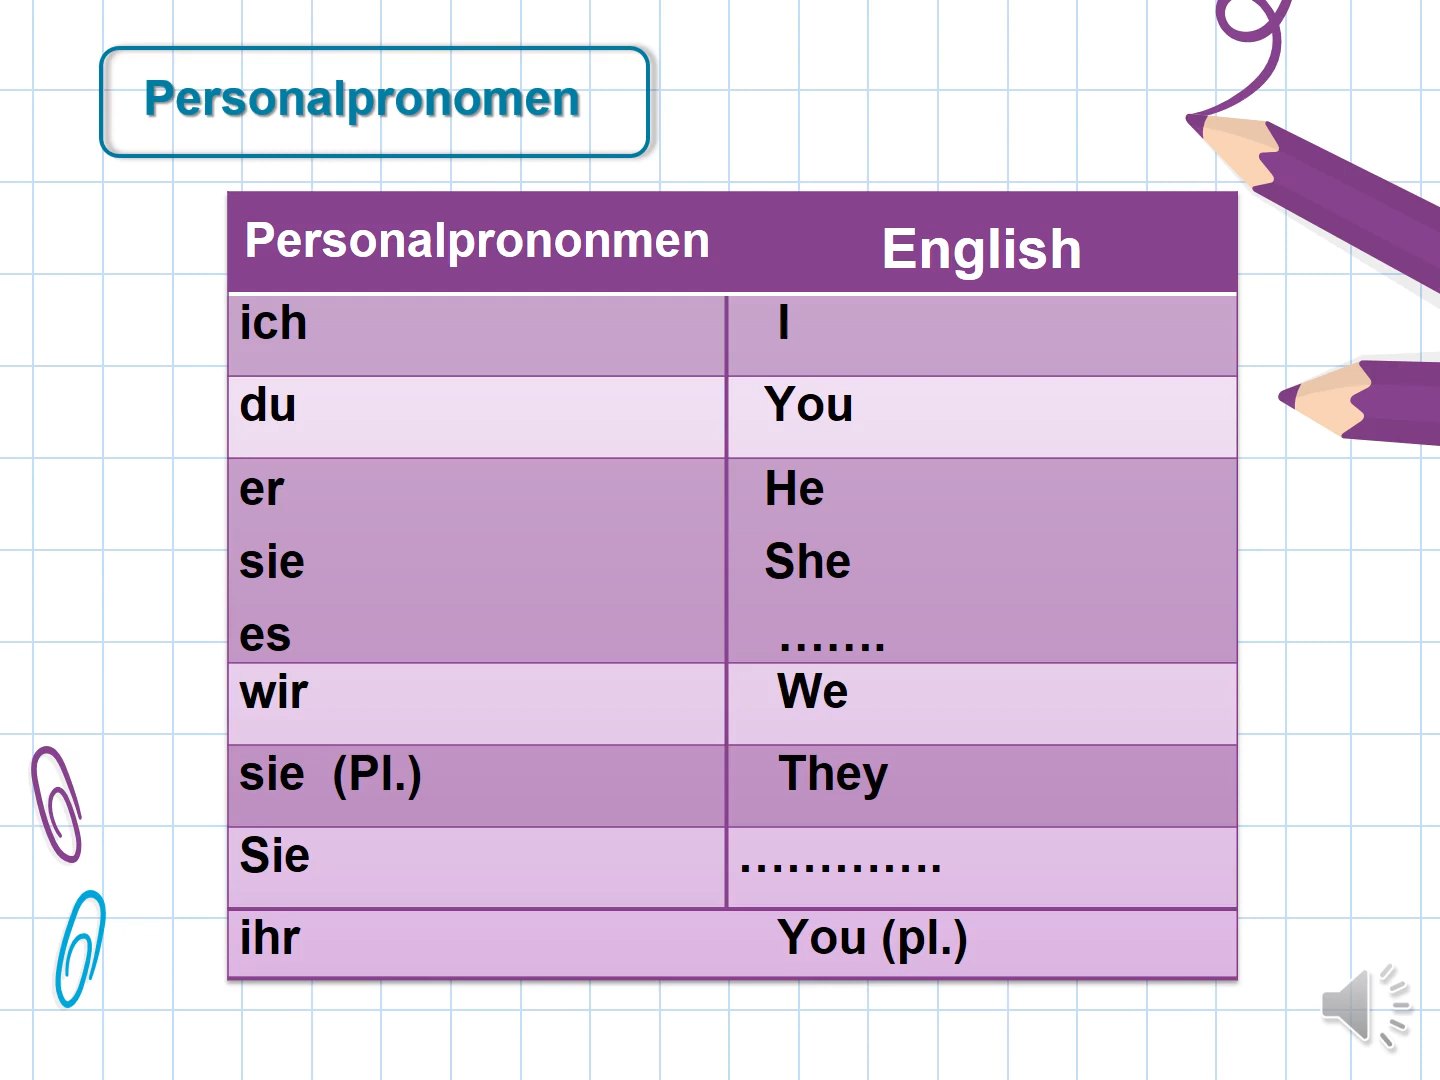 Personalpronomen
Personalprononmen English
ich I
du You
er He
sie She
es .......
wir We
sie (Pl.) They
Sie .............
ihr You (pl.)